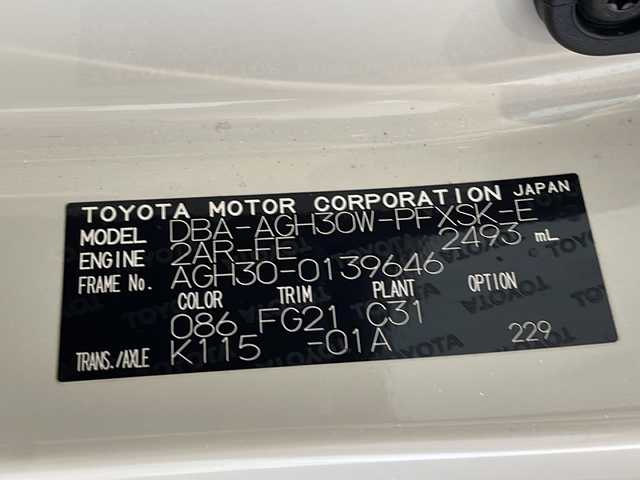 TOYOTA MOTOR CORPORATION JAPAN
MODEL DBA-AGH30W-PFXSK-E
ENGINE 2AR-FE 2493 mL
FRAME No. AGH30-0139646
COLOR TRIM PLANT OPTION
086 FG21 C31
TRANS./AXLE K115 -01A 229